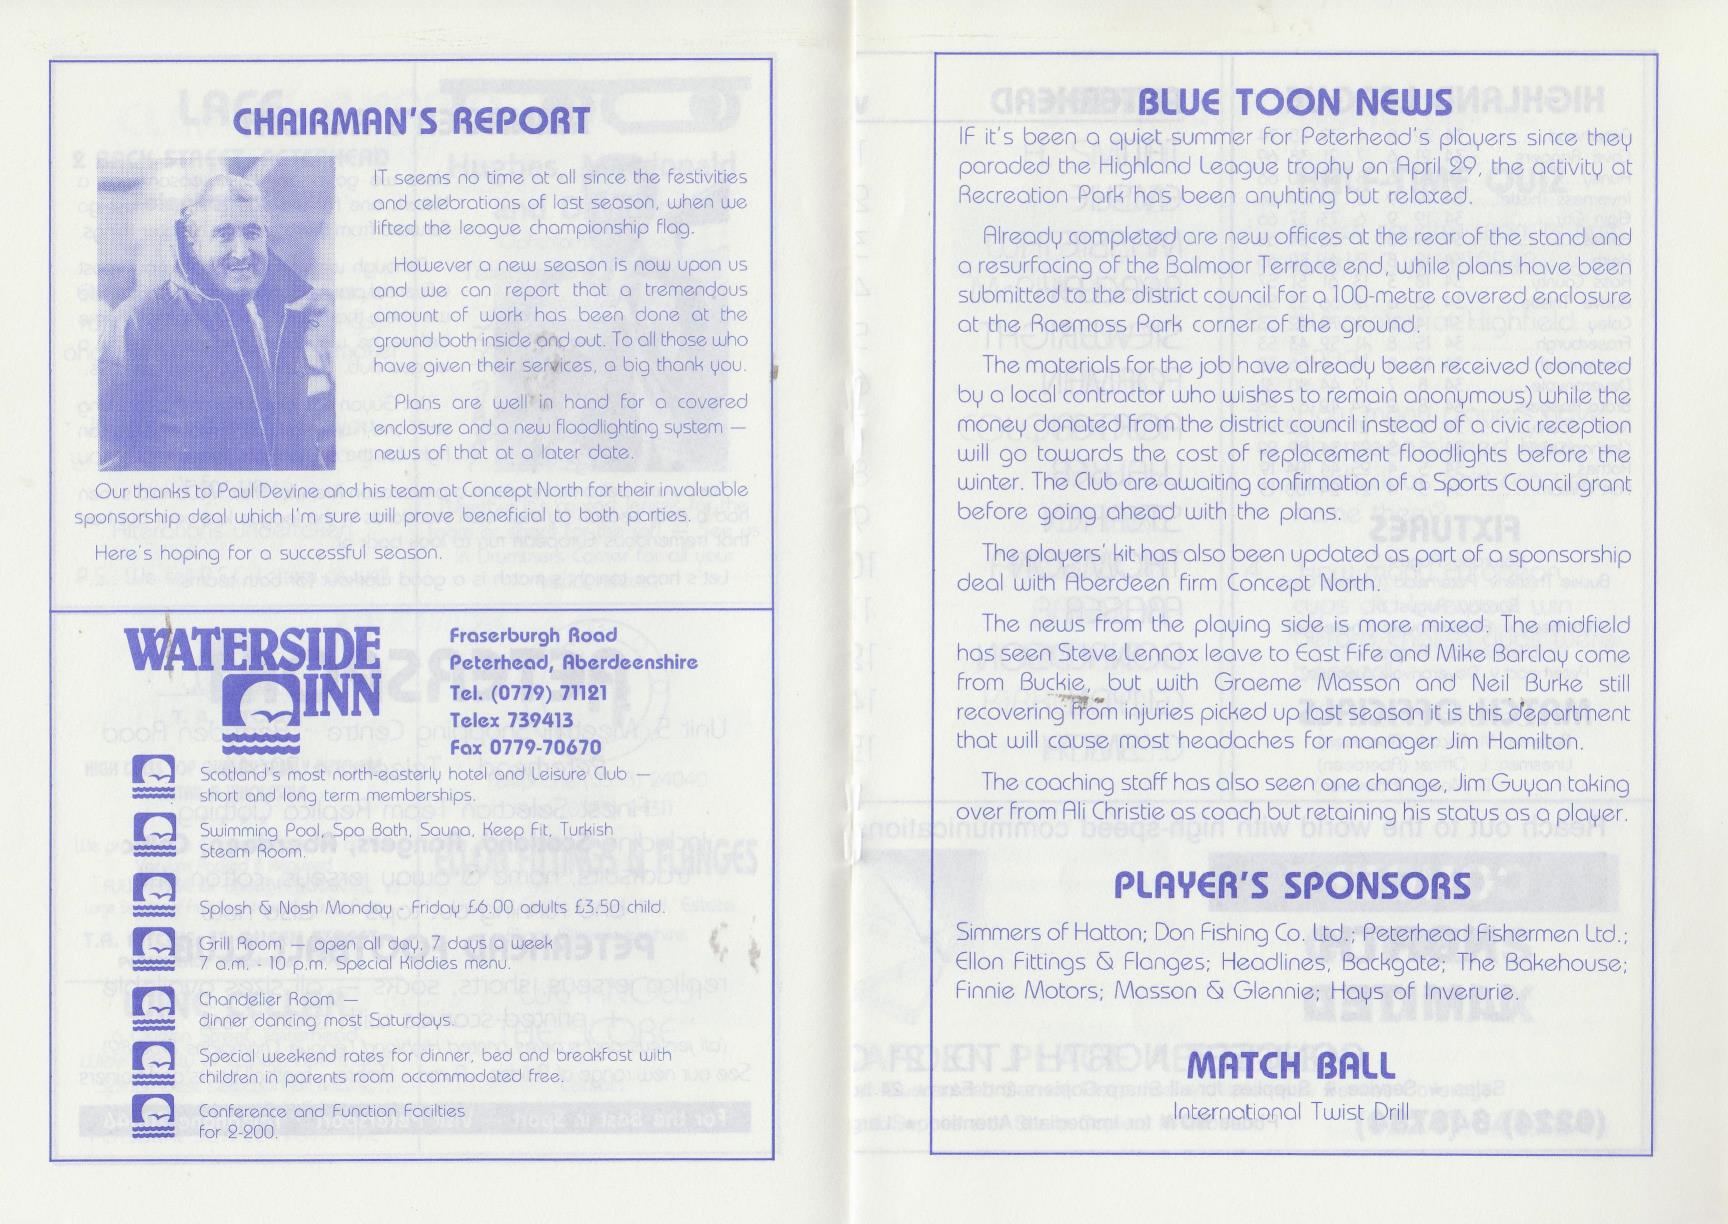 CHAIRMAN'S REPORT
IT seems no time at all since the festivities
and celebrations of last season, when we
lifted the league championship flag.
However a new season is now upon us
and we can report that a tremendous
amount of work has been done at the
ground both inside and out. To all those who
have given their services, a big thank you.
Plans are well in hand for a covered
enclosure and a new floodlighting system —
news of that at a later date.
Our thanks to Paul Devine and his team at Concept North for their invaluable
sponsorship deal which I'm sure will prove beneficial to both parties.
Here's hoping for a successful season.
WATERSIDE
INN
Fraserburgh Road
Peterhead, Aberdeenshire
Tel. (0779) 71121
Telex 739413
Fax 0779-70670
Scotland's most north-easterly hotel and Leisure Club —
short and long term memberships.
Swimming Pool, Spa Bath, Sauna, Keep Fit, Turkish
Steam Room.
Splash & Nosh Monday - Friday £6.00 adults £3.50 child.
Grill Room — open all day, 7 days a week
7 a.m. - 10 p.m. Special Kiddies menu.
Chandelier Room —
dinner dancing most Saturdays.
Special weekend rates for dinner, bed and breakfast with
children in parents room accommodated free.
Conference and Function Facilties
for 2-200.
BLUE TOON NEWS
IF it's been a quiet summer for Peterhead's players since they
paraded the Highland League trophy on April 29, the activity at
Recreation Park has been anyhting but relaxed.
Already completed are new offices at the rear of the stand and
a resurfacing of the Balmoor Terrace end, while plans have been
submitted to the district council for a 100-metre covered enclosure
at the Raemoss Park corner of the ground.
The materials for the job have already been received (donated
by a local contractor who wishes to remain anonymous) while the
money donated from the district council instead of a civic reception
will go towards the cost of replacement floodlights before the
winter. The Club are awaiting confirmation of a Sports Council grant
before going ahead with the plans.
The players' kit has also been updated as part of a sponsorship
deal with Aberdeen firm Concept North.
The news from the playing side is more mixed. The midfield
has seen Steve Lennox leave to East Fife and Mike Barclay come
from Buckie, but with Graeme Masson and Neil Burke still
recovering from injuries picked up last season it is this department
that will cause most headaches for manager Jim Hamilton.
The coaching staff has also seen one change, Jim Guyan taking
over from Ali Christie as coach but retaining his status as a player.
PLAYER'S SPONSORS
Simmers of Hatton; Don Fishing Co. Ltd.; Peterhead Fishermen Ltd.;
Ellon Fittings & Flanges; Headlines, Backgate; The Bakehouse;
Finnie Motors; Masson & Glennie; Hays of Inverurie.
MATCH BALL
International Twist Drill